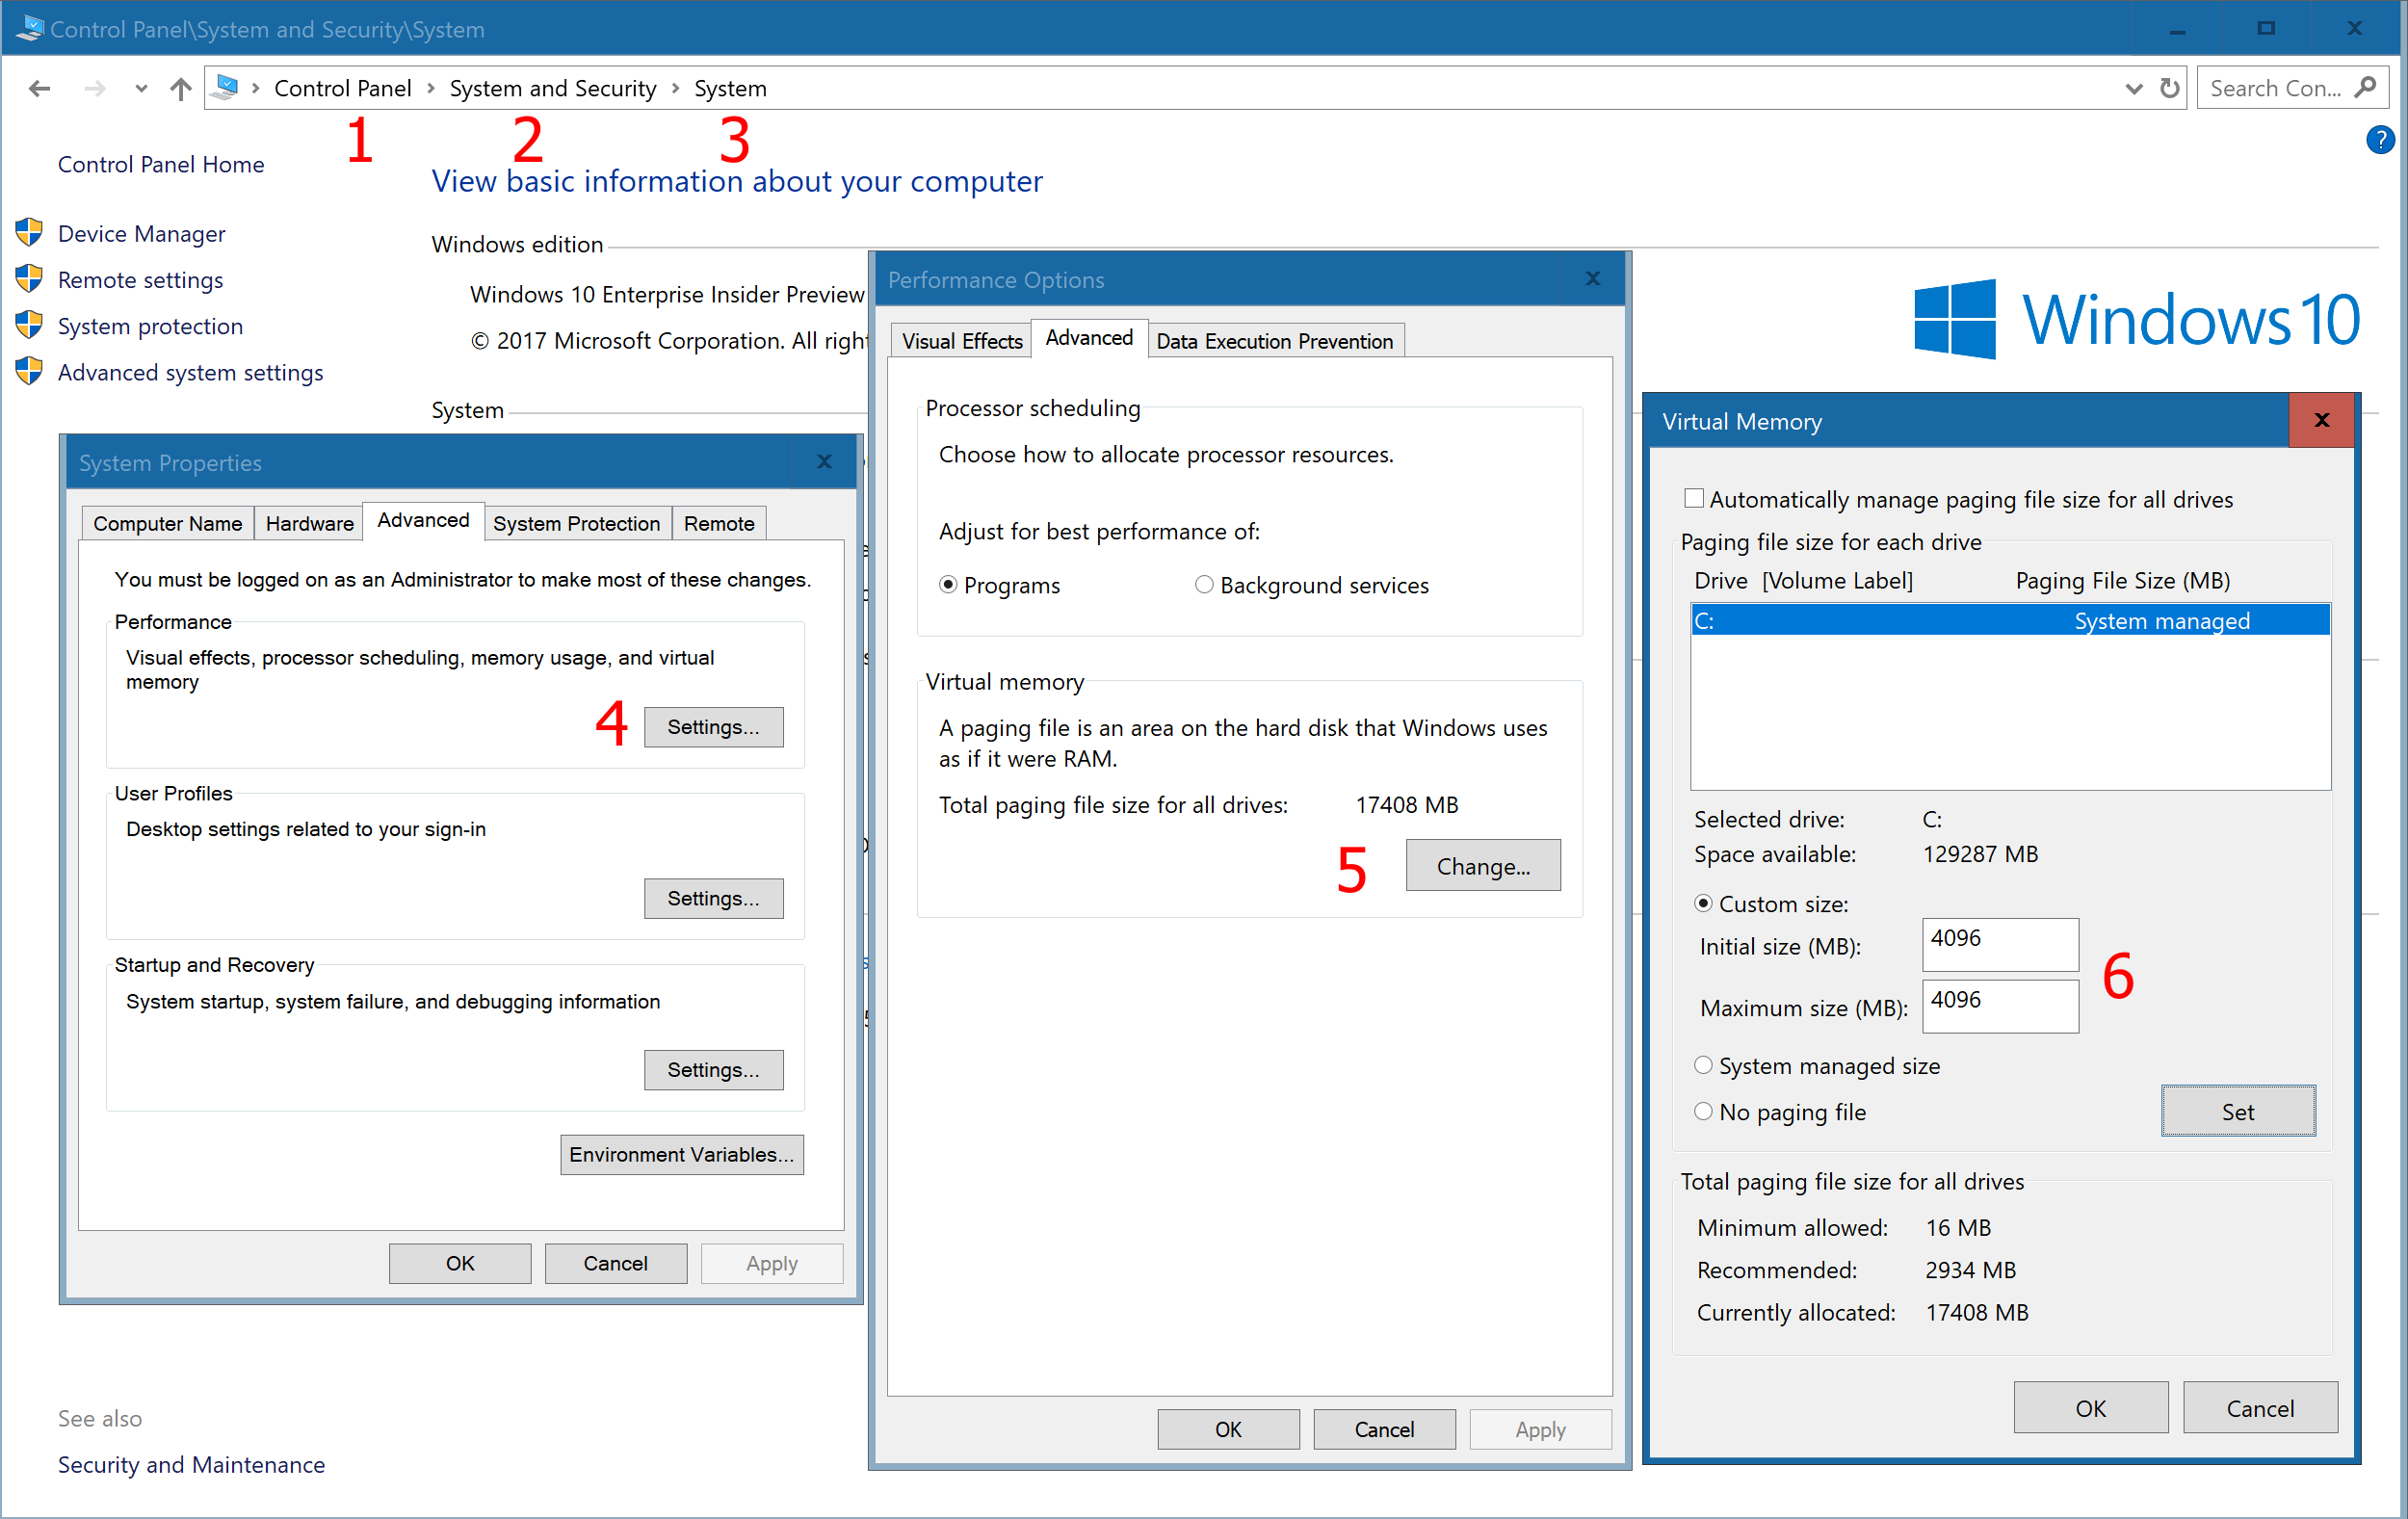 Control Panel\System and Security\System
Control Panel › System and Security › System
Search Con...
1 2 3
?
Control Panel Home
Device Manager
Remote settings
System protection
Advanced system settings
View basic information about your computer
Windows edition
Windows 10 Enterprise Insider Preview
© 2017 Microsoft Corporation. All righ
Windows 10
System
System Properties
Computer Name Hardware Advanced System Protection Remote
You must be logged on as an Administrator to make most of these changes.
Performance
Visual effects, processor scheduling, memory usage, and virtual
memory
4 Settings...
User Profiles
Desktop settings related to your sign-in
Settings...
Startup and Recovery
System startup, system failure, and debugging information
Settings...
Environment Variables...
OK Cancel Apply
See also
Security and Maintenance
Performance Options
Visual Effects Advanced Data Execution Prevention
Processor scheduling
Choose how to allocate processor resources.
Adjust for best performance of:
Programs Background services
Virtual memory
A paging file is an area on the hard disk that Windows uses
as if it were RAM.
Total paging file size for all drives: 17408 MB
5 Change...
OK Cancel Apply
Virtual Memory
Automatically manage paging file size for all drives
Paging file size for each drive
Drive [Volume Label] Paging File Size (MB)
C: System managed
Selected drive: C:
Space available: 129287 MB
Custom size:
Initial size (MB): 4096
6
Maximum size (MB): 4096
System managed size
No paging file
Set
Total paging file size for all drives
Minimum allowed: 16 MB
Recommended: 2934 MB
Currently allocated: 17408 MB
OK Cancel